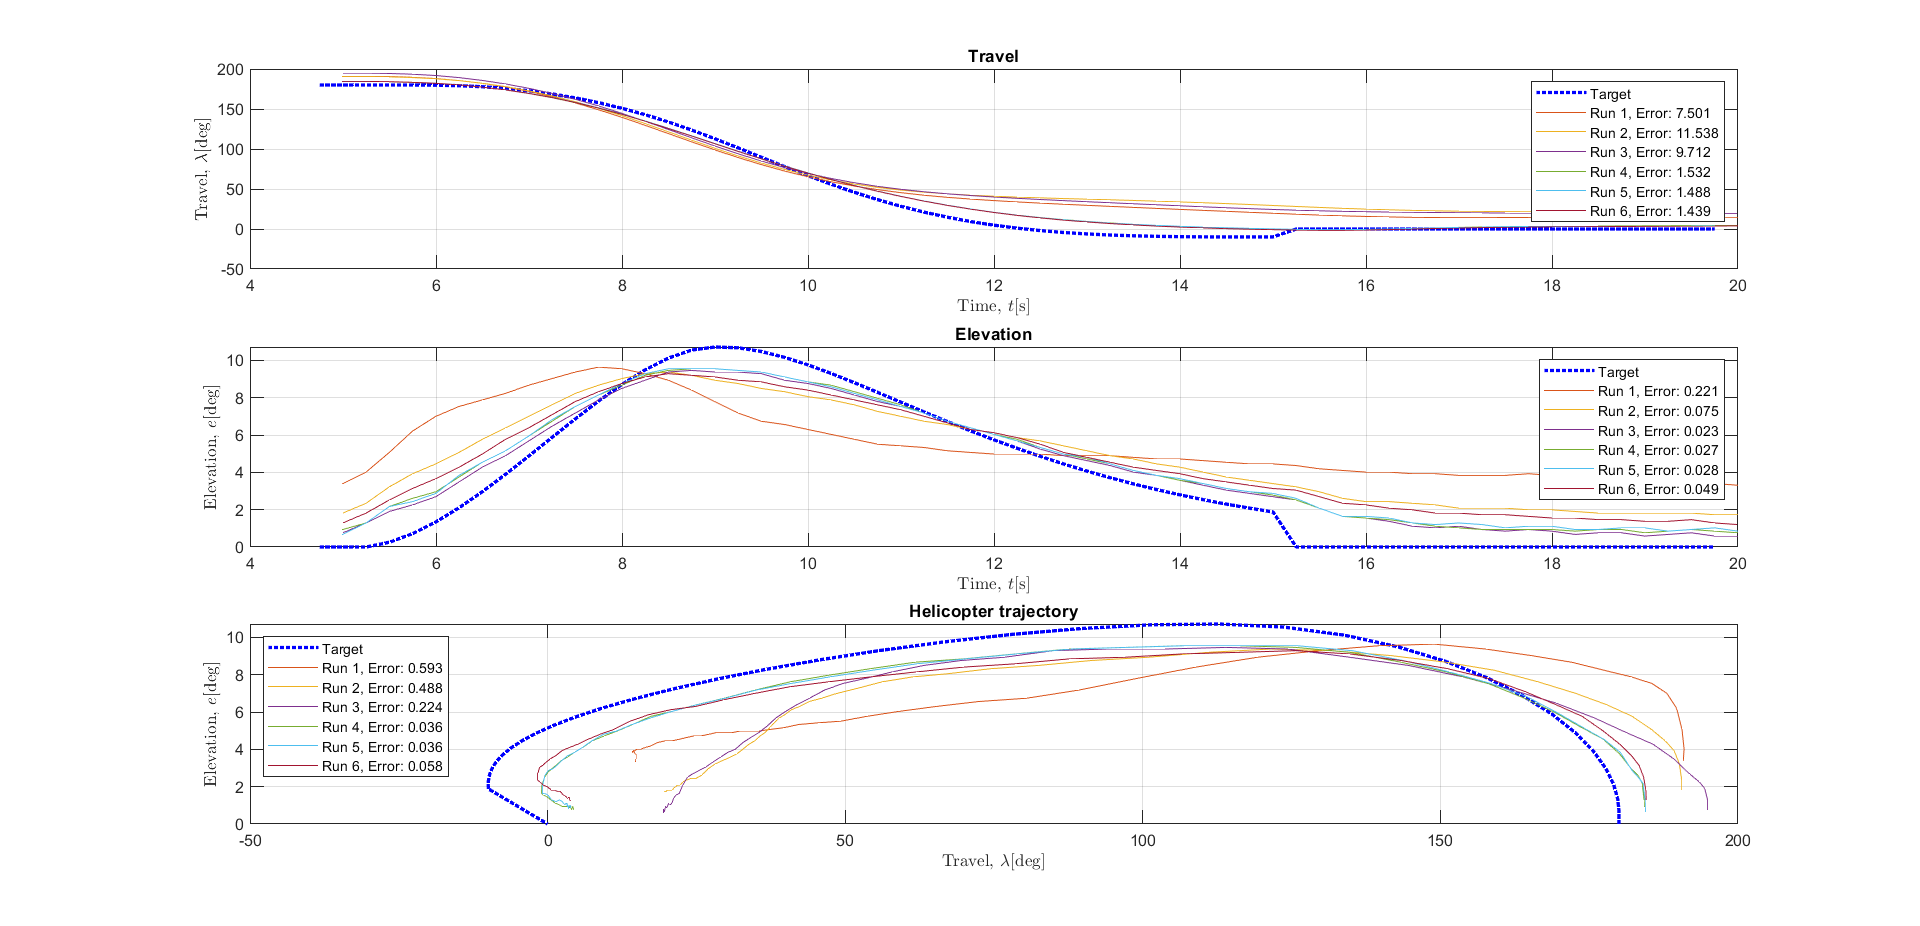 Travel
200
150
100
50
0
-50
Travel, λ[deg]
4 6 8 10 12 14 16 18 20
Time, t[s]
Target
Run 1, Error: 7.501
Run 2, Error: 11.538
Run 3, Error: 9.712
Run 4, Error: 1.532
Run 5, Error: 1.488
Run 6, Error: 1.439
Elevation
10
8
6
4
2
0
Elevation, e[deg]
4 6 8 10 12 14 16 18 20
Time, t[s]
Target
Run 1, Error: 0.221
Run 2, Error: 0.075
Run 3, Error: 0.023
Run 4, Error: 0.027
Run 5, Error: 0.028
Run 6, Error: 0.049
Helicopter trajectory
10
8
6
4
2
0
Elevation, e[deg]
-50 0 50 100 150 200
Travel, λ[deg]
Target
Run 1, Error: 0.593
Run 2, Error: 0.488
Run 3, Error: 0.224
Run 4, Error: 0.036
Run 5, Error: 0.036
Run 6, Error: 0.058